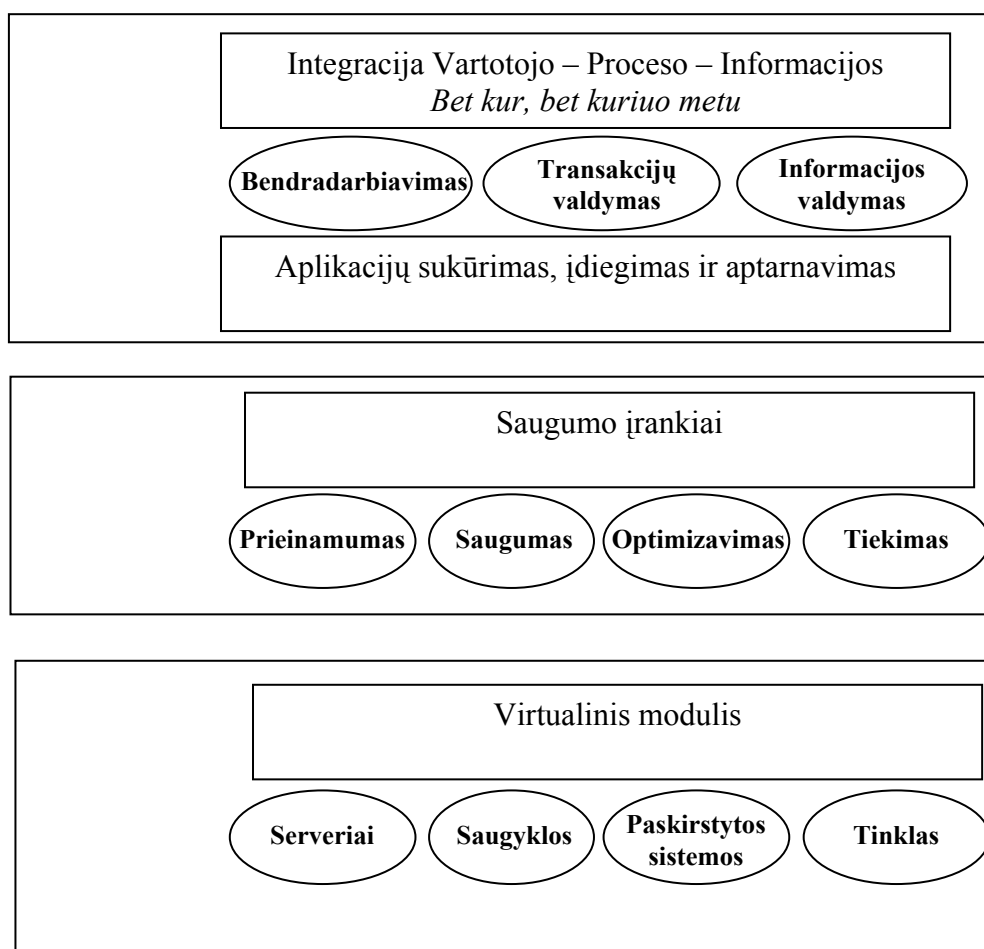 Integracija Vartotojo – Proceso – Informacijos
Bet kur, bet kuriuo metu
Bendradarbiavimas
Transakcijų
valdymas
Informacijos
valdymas
Aplikacijų sukūrimas, įdiegimas ir aptarnavimas
Saugumo įrankiai
Prieinamumas
Saugumas
Optimizavimas
Tiekimas
Virtualinis modulis
Serveriai
Saugyklos
Paskirstytos
sistemos
Tinklas